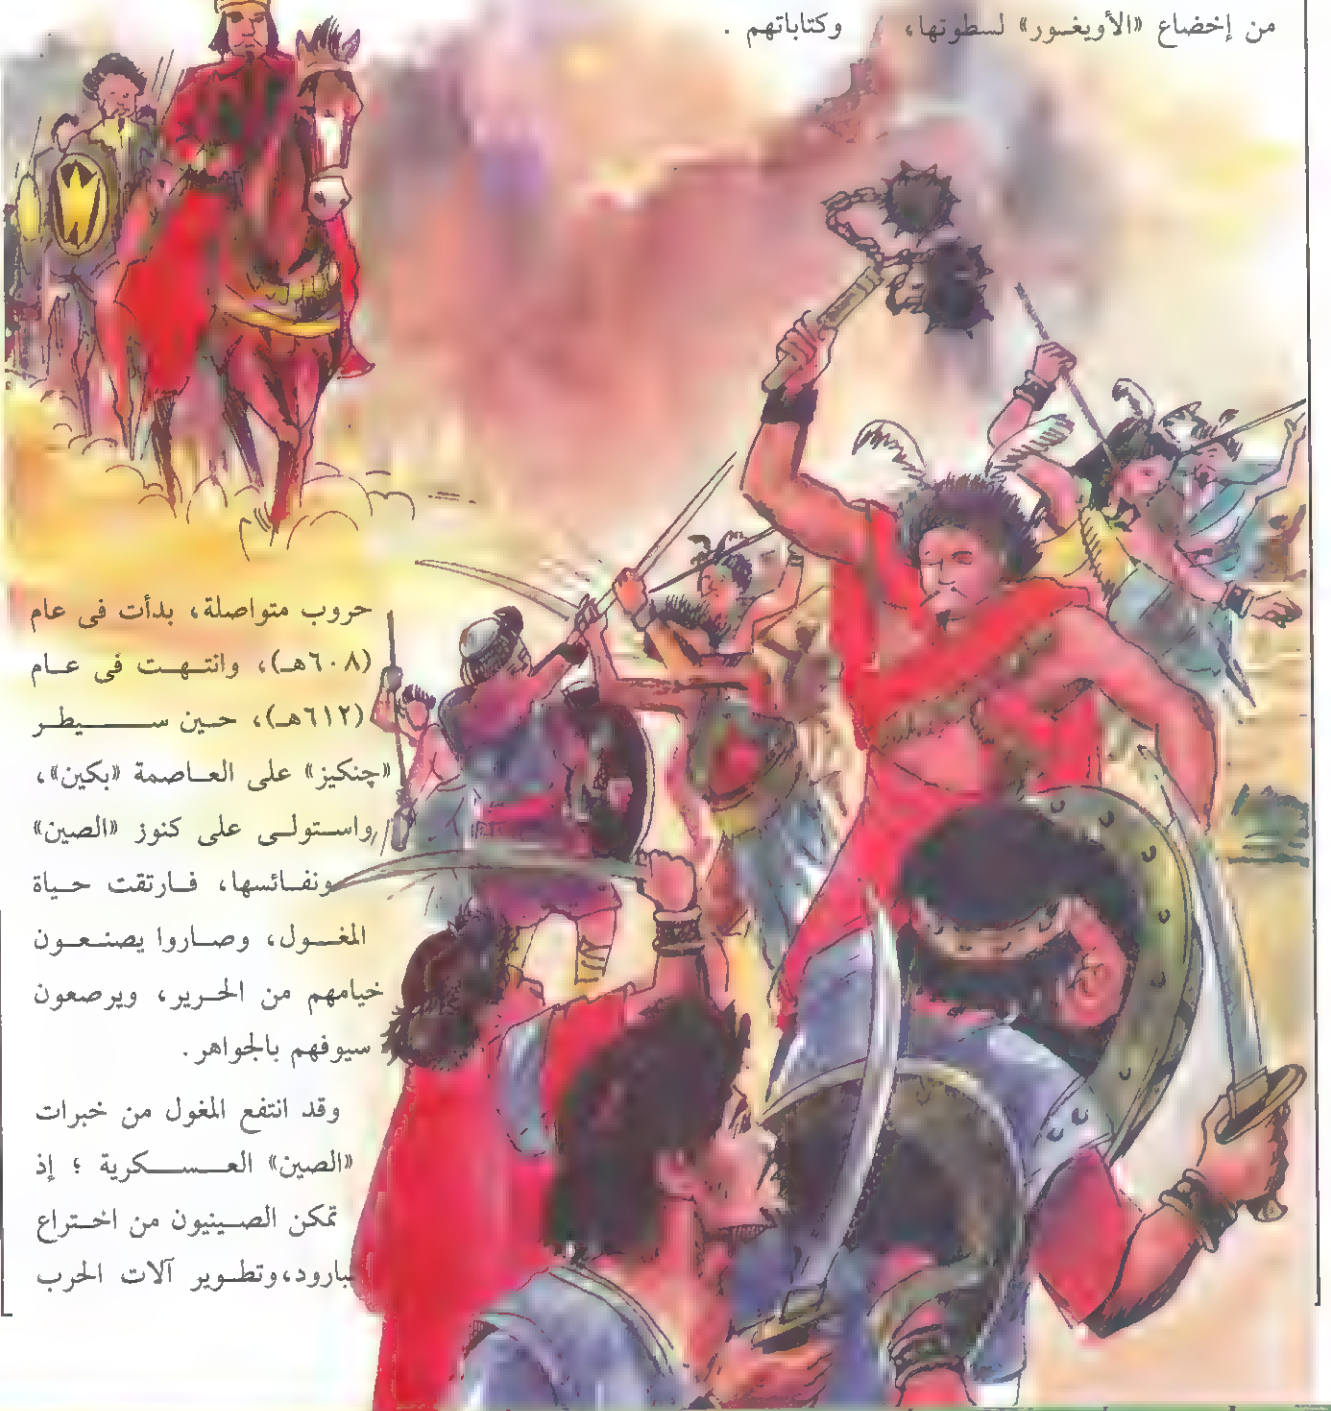 من إخضاع «الأويغور» لسطوتها،
وكتاباتهم .
حروب متواصلة، بدأت فى عام
(٦٠٨هـ)، وانتهت فى عام
(٦١٢هـ)، حين سيطر
«چنكيز» على العاصمة «بكين»،
واستولى على كنوز «الصين»
ونفائسها، فارتقت حياة
المغول، وصاروا يصنعون
خيامهم من الحرير، ويرصعون
سيوفهم بالجواهر.
وقد انتفع المغول من خبرات
«الصين» العسكرية ؛ إذ
تمكن الصينيون من اختراع
بارود،وتطوير آلات الحرب